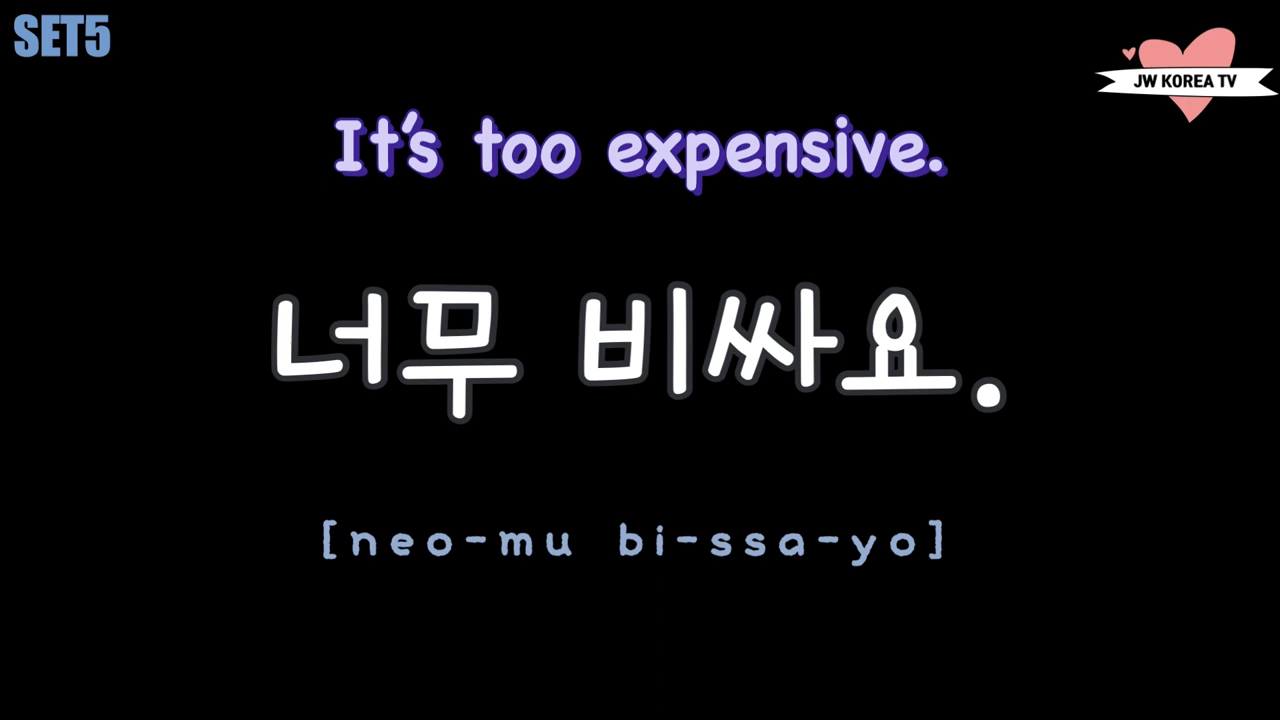 SET5
JW KOREA TV
It's too expensive.
너무 비싸요.
[neo-mu bi-ssa-yo]